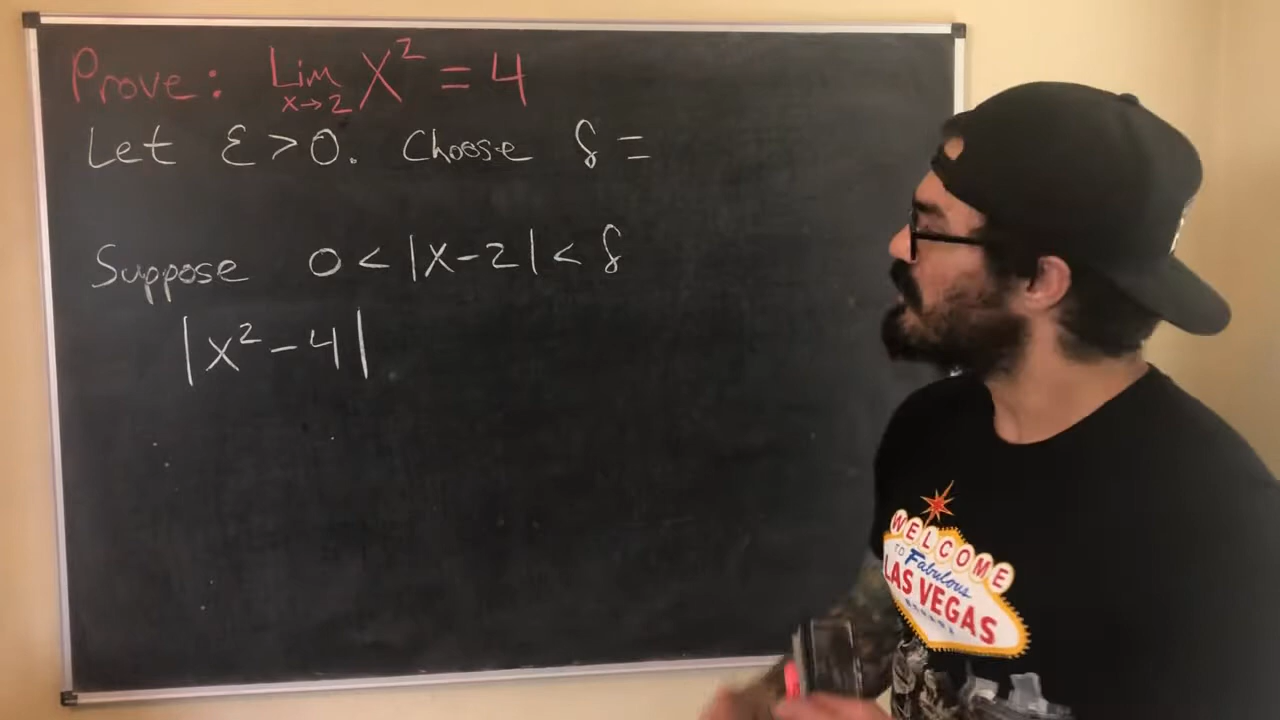 Prove: Lim x→2 x² = 4
Let ε > 0. Choose δ =
Suppose 0 < |x - 2| < δ
|x² - 4|
WELCOME
TO Fabulous
LAS VEGAS